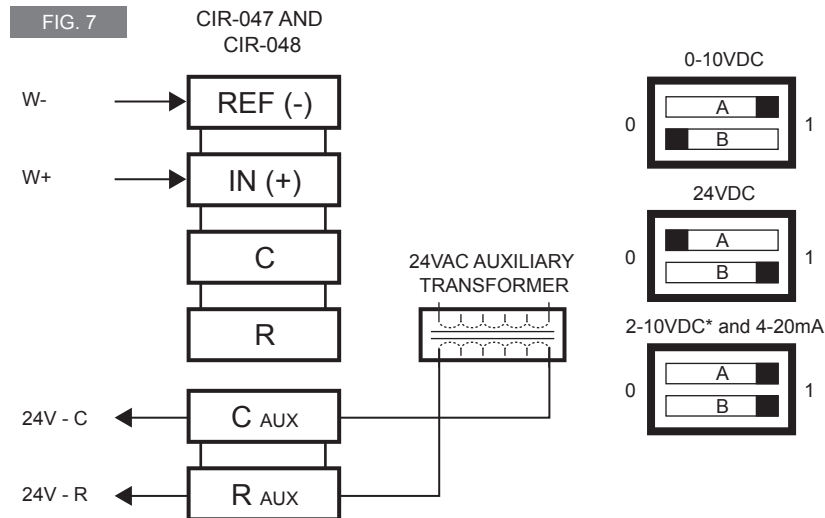 FIG. 7
CIR-047 AND
CIR-048
W-
REF (-)
W+
IN (+)
C
R
24V - C
C AUX
24V - R
R AUX
24VAC AUXILIARY
TRANSFORMER
0-10VDC
0
A
B
1
24VDC
0
A
B
1
2-10VDC* and 4-20mA
0
A
B
1